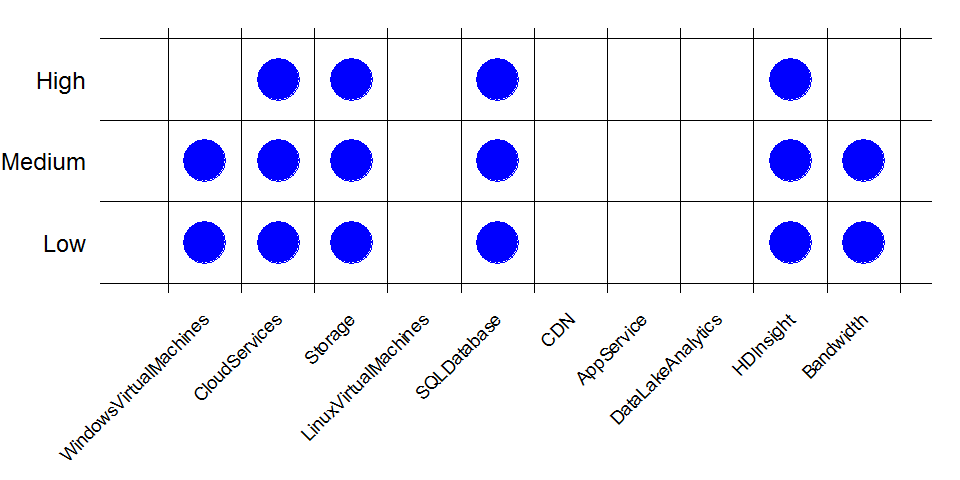 High
Medium
Low
WindowsVirtualMachines
CloudServices
Storage
LinuxVirtualMachines
SQLDatabase
CDN
AppService
DataLakeAnalytics
HDInsight
Bandwidth